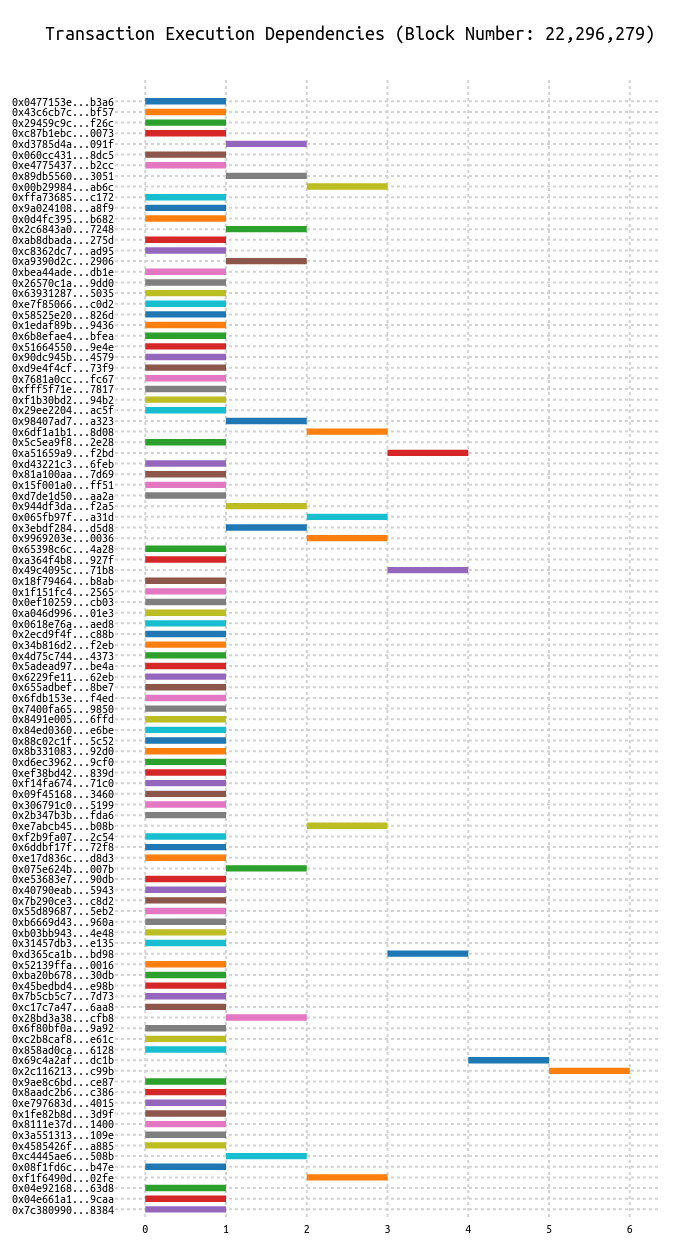 Transaction Execution Dependencies (Block Number: 22,296,279)
0x0477153e...b3a6
0x43c6cb7c...bf57
0x29459c9c...f26c
0xc87b1ebc...0073
0xd3785d4a...091f
0x060cc431...8dc5
0xe4775437...b2cc
0x89db5560...3051
0x00b29984...ab6c
0xffa73685...c172
0x9a024108...a8f9
0x0d4fc395...b682
0x2c6843a0...7248
0xab8dbada...275d
0xc8362dc7...ad95
0xa9390d2c...2906
0xbea44ade...db1e
0x26570c1a...9dd0
0x63931287...5035
0xe7f85066...c0d2
0x58525e20...826d
0x1edaf89b...9436
0x6b8efae4...bfea
0x51664550...9e4e
0x90dc945b...4579
0xd9e4f4cf...73f9
0x7681a0cc...fc67
0xfff5f71e...7817
0xf1b30bd2...94b2
0x29ee2204...ac5f
0x98407ad7...a323
0x6df1a1b1...8d08
0x5c5ea9f8...2e28
0xa51659a9...f2bd
0xd43221c3...6feb
0x81a100aa...7d69
0x15f001a0...ff51
0xd7de1d50...aa2a
0x944df3da...f2a5
0x065fb97f...a31d
0x3ebdf284...d5d8
0x9969203e...0036
0x65398c6c...4a28
0xa364f4b8...927f
0x49c4095c...71b8
0x18f79464...b8ab
0x1f151fc4...2565
0x0ef10259...cb03
0xa046d996...01e3
0x0618e76a...aed8
0x2ecd9f4f...c88b
0x34b816d2...f2eb
0x4d75c744...4373
0x5adead97...be4a
0x6229fe11...62eb
0x655adbef...8be7
0x6fdb153e...f4ed
0x7400fa65...9850
0x8491e005...6ffd
0x84ed0360...e6be
0x88c02c1f...5c52
0x8b331083...92d0
0xd6ec3962...9cf0
0xef38bd42...839d
0xf14fa674...71c0
0x09f45168...3460
0x306791c0...5199
0x2b347b3b...fda6
0xe7abcb45...b08b
0xf2b9fa07...2c54
0x6ddbf17f...72f8
0xe17d836c...d8d3
0x075e624b...007b
0xe53683e7...90db
0x40790eab...5943
0x7b290ce3...c8d2
0x55d89687...5eb2
0xb6669d43...960a
0xb03bb943...4e48
0x31457db3...e135
0xd365ca1b...bd98
0x52139ffa...0016
0xba20b678...30db
0x45bedbd4...e98b
0x7b5cb5c7...7d73
0xc17c7a47...6aa8
0x28bd3a38...cfb8
0x6f80bf0a...9a92
0xc2b8caf8...e61c
0x858ad0ca...6128
0x69c4a2af...dc1b
0x2c116213...c99b
0x9ae8c6bd...ce87
0x8aadc2b6...c386
0xe797683d...4015
0x1fe82b8d...3d9f
0x8111e37d...1400
0x3a551313...109e
0x4585426f...a885
0xc4445ae6...508b
0x08f1fd6c...b47e
0xf1f6490d...02fe
0x04e92168...63d8
0x04e661a1...9caa
0x7c380990...8384
0 1 2 3 4 5 6